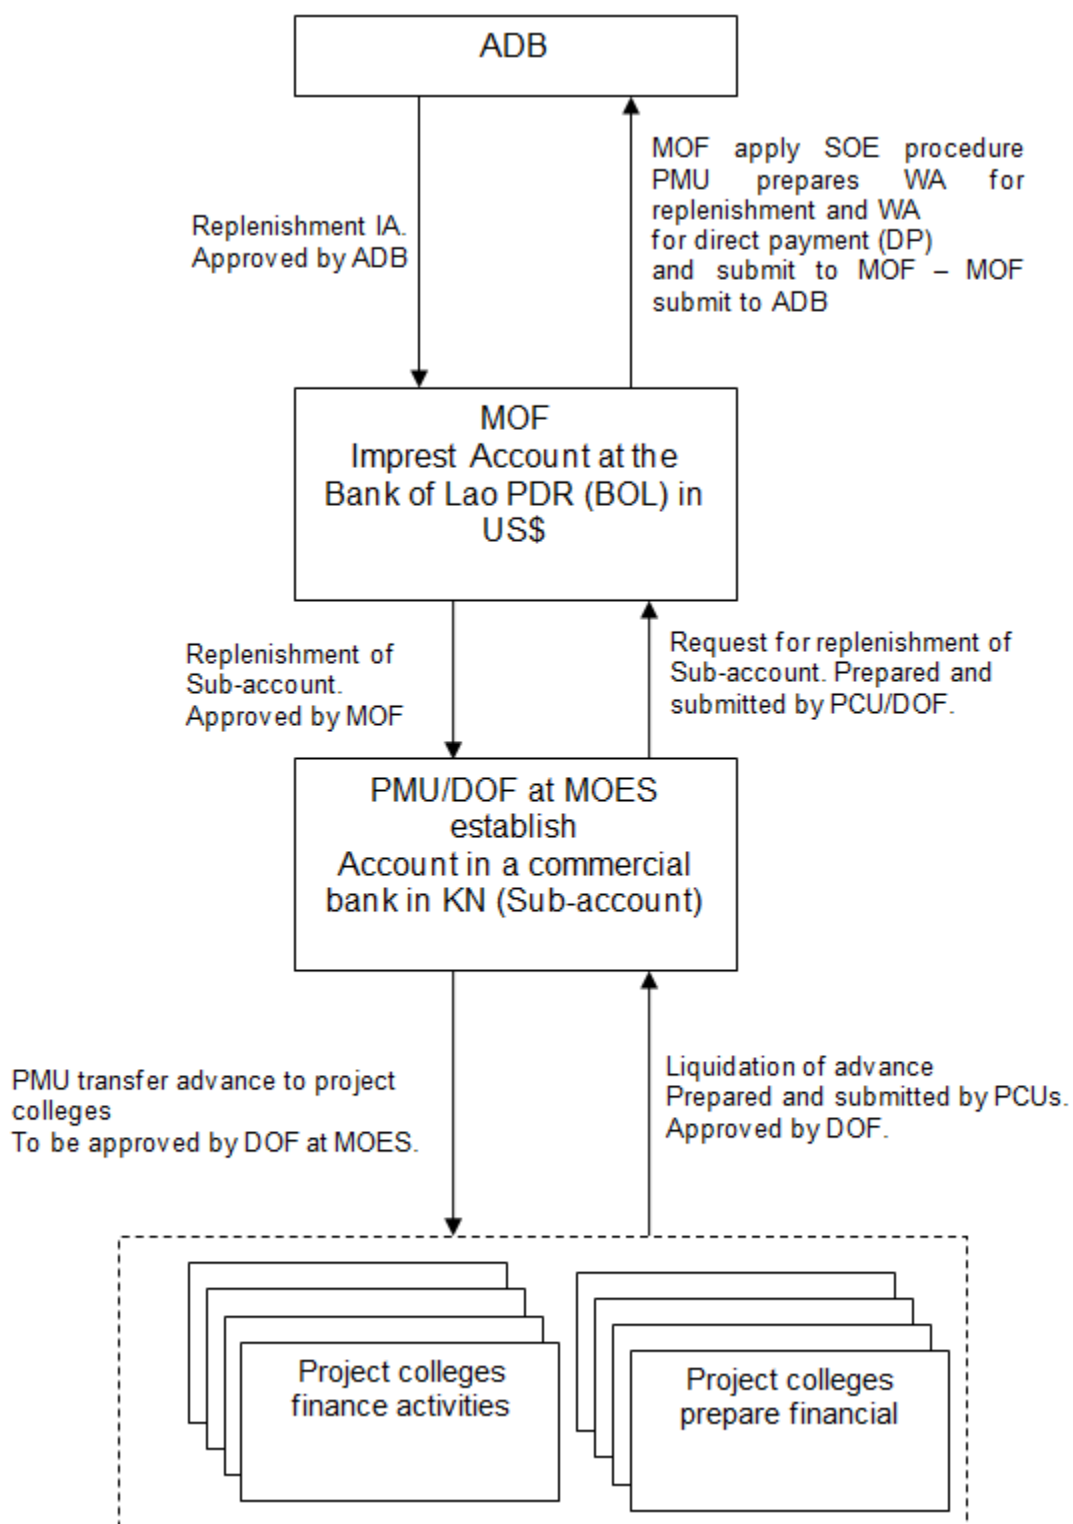 ADB
Replenishment IA.
Approved by ADB
MOF apply SOE procedure
PMU prepares WA for
replenishment and WA
for direct payment (DP)
and submit to MOF – MOF
submit to ADB
MOF
Imprest Account at the
Bank of Lao PDR (BOL) in
US$
Replenishment of
Sub-account.
Approved by MOF
Request for replenishment of
Sub-account. Prepared and
submitted by PCU/DOF.
PMU/DOF at MOES
establish
Account in a commercial
bank in KN (Sub-account)
PMU transfer advance to project
colleges
To be approved by DOF at MOES.
Liquidation of advance
Prepared and submitted by PCUs.
Approved by DOF.
Project colleges
finance activities
Project colleges
prepare financial